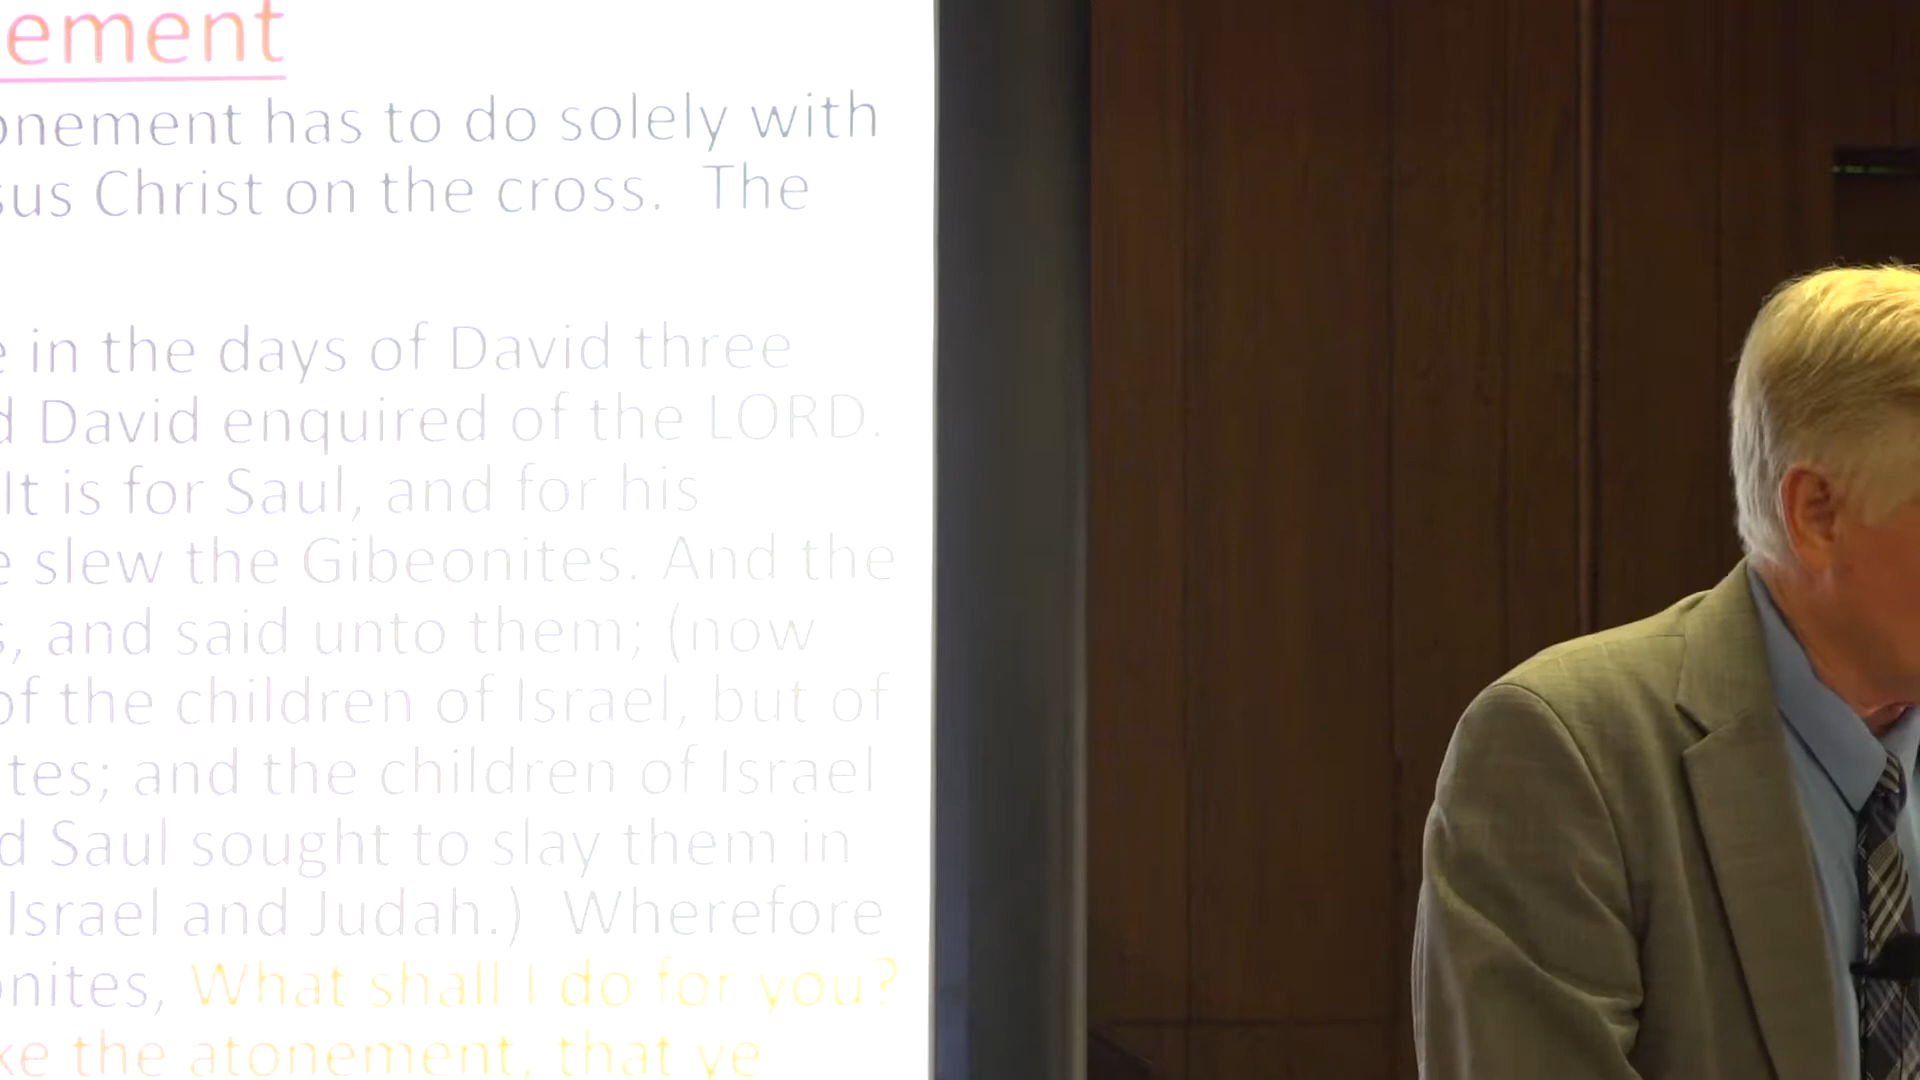 ement
onement has to do solely with
sus Christ on the cross.  The
e in the days of David three
d David enquired of the LORD.
It is for Saul, and for his
e slew the Gibeonites. And the
s, and said unto them; (now
of the children of Israel, but of
tes; and the children of Israel
d Saul sought to slay them in
Israel and Judah.)  Wherefore
onites, What shall I do for you?
ke the atonement, that ye